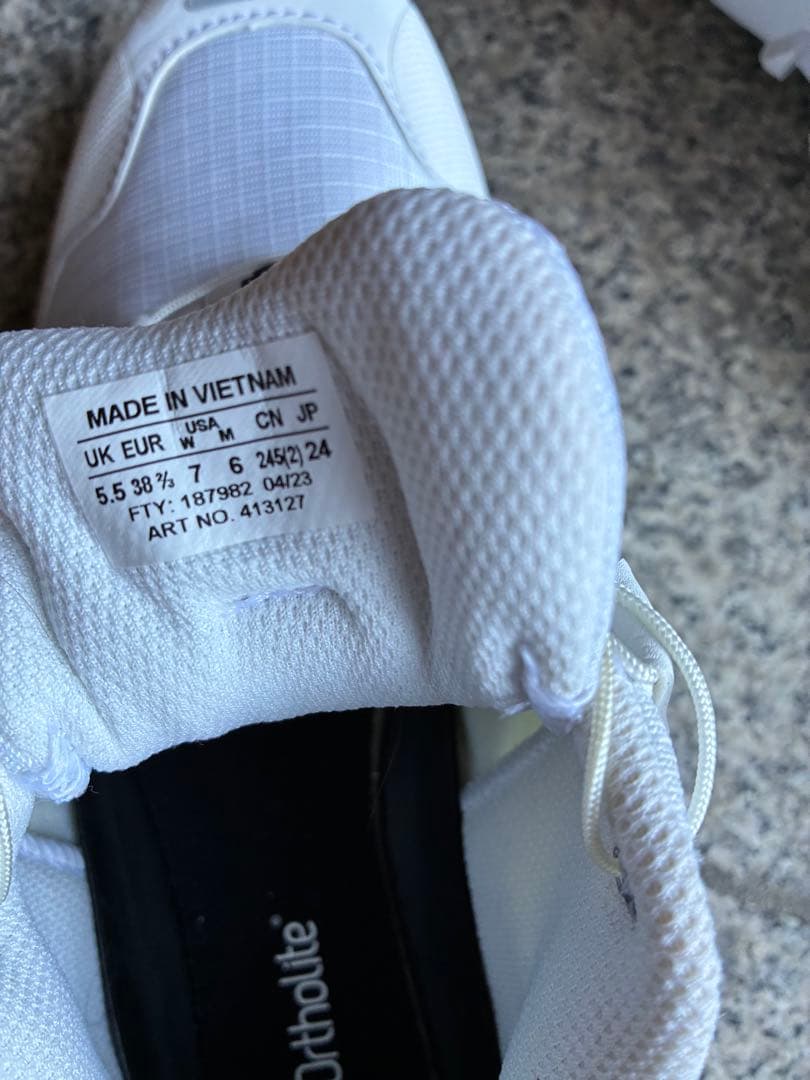 MADE IN VIETNAM
UK EUR USA W M CN JP
5.5 38 ⅔ 7 6 245(2) 24
FTY: 187982 04/23
ART NO. 413127
Ortholite®